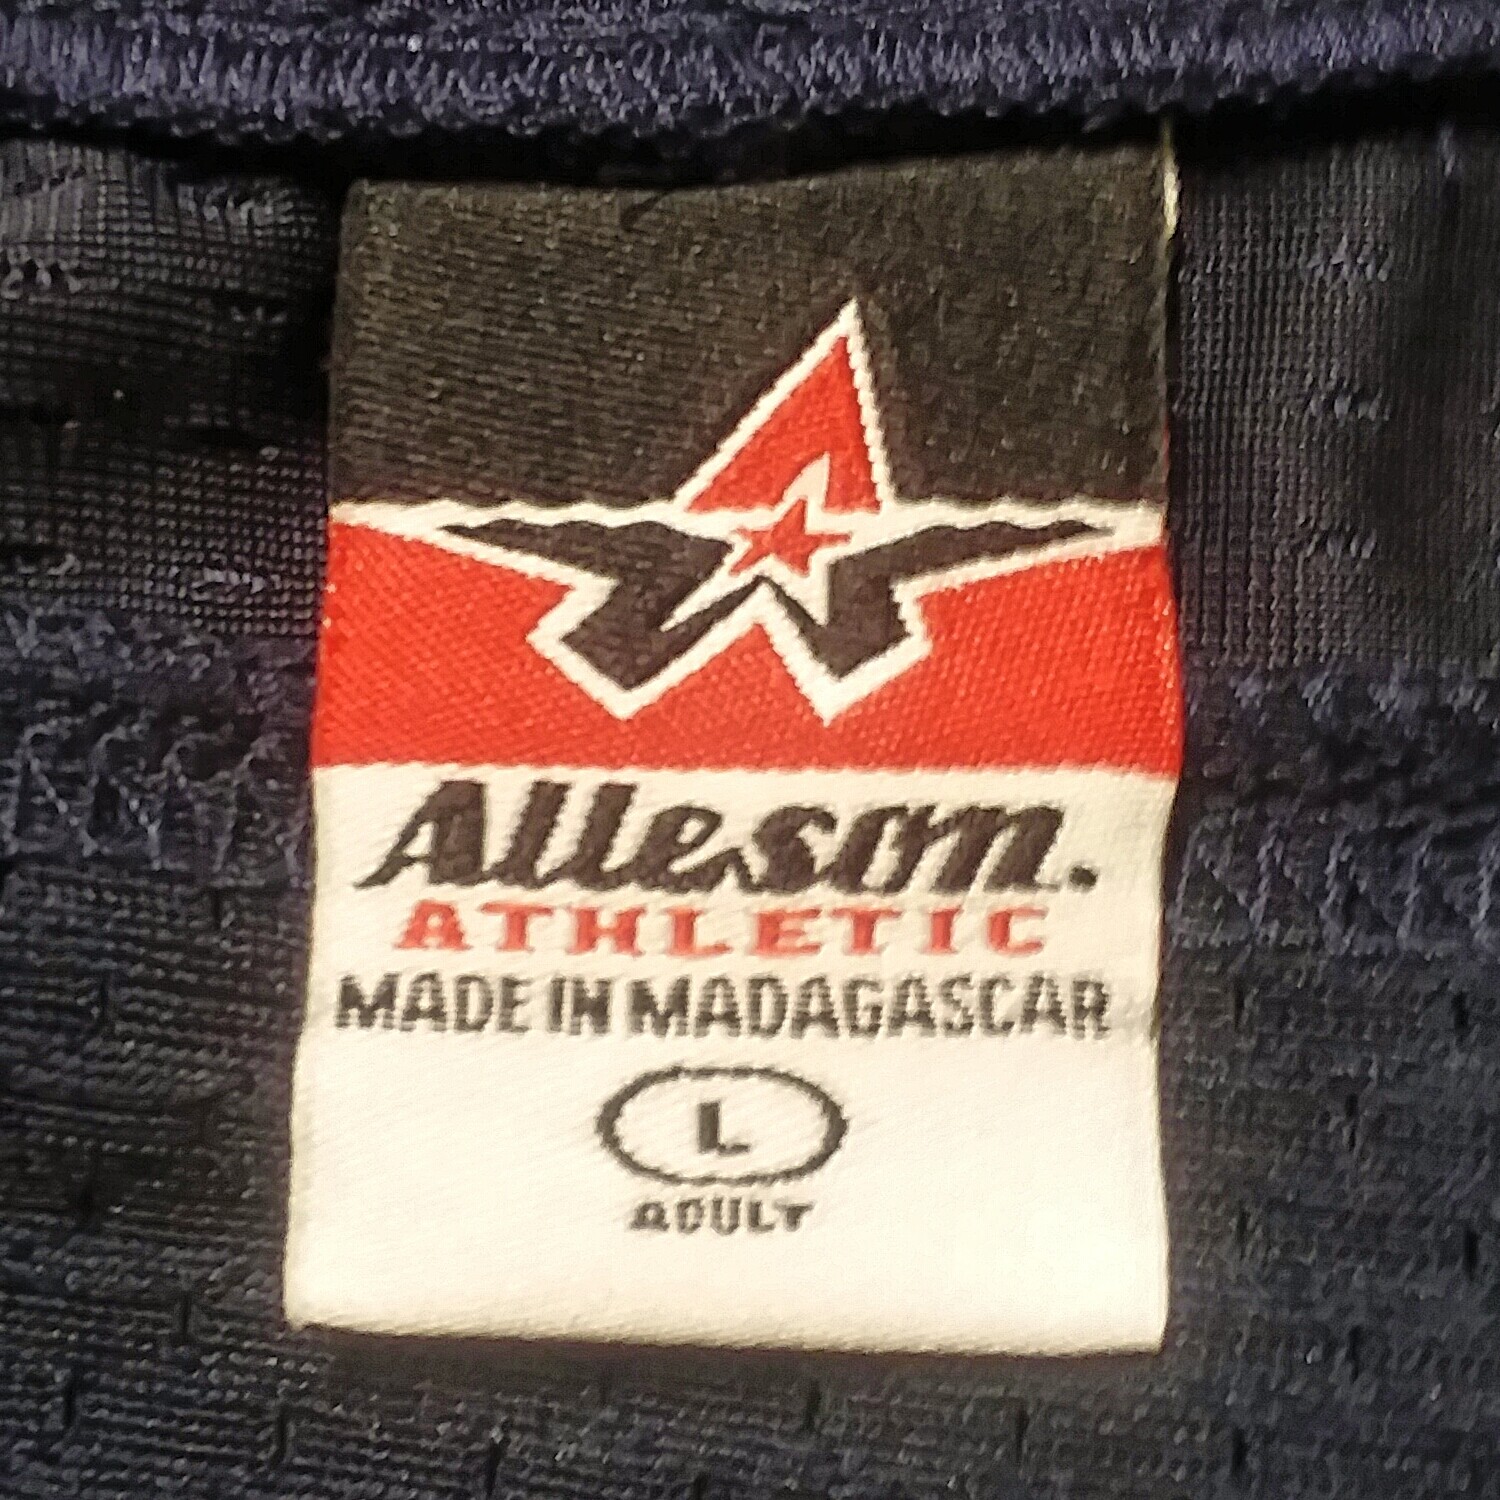 Alleson.
ATHLETIC
MADE IN MADAGASCAR
L
ADULT